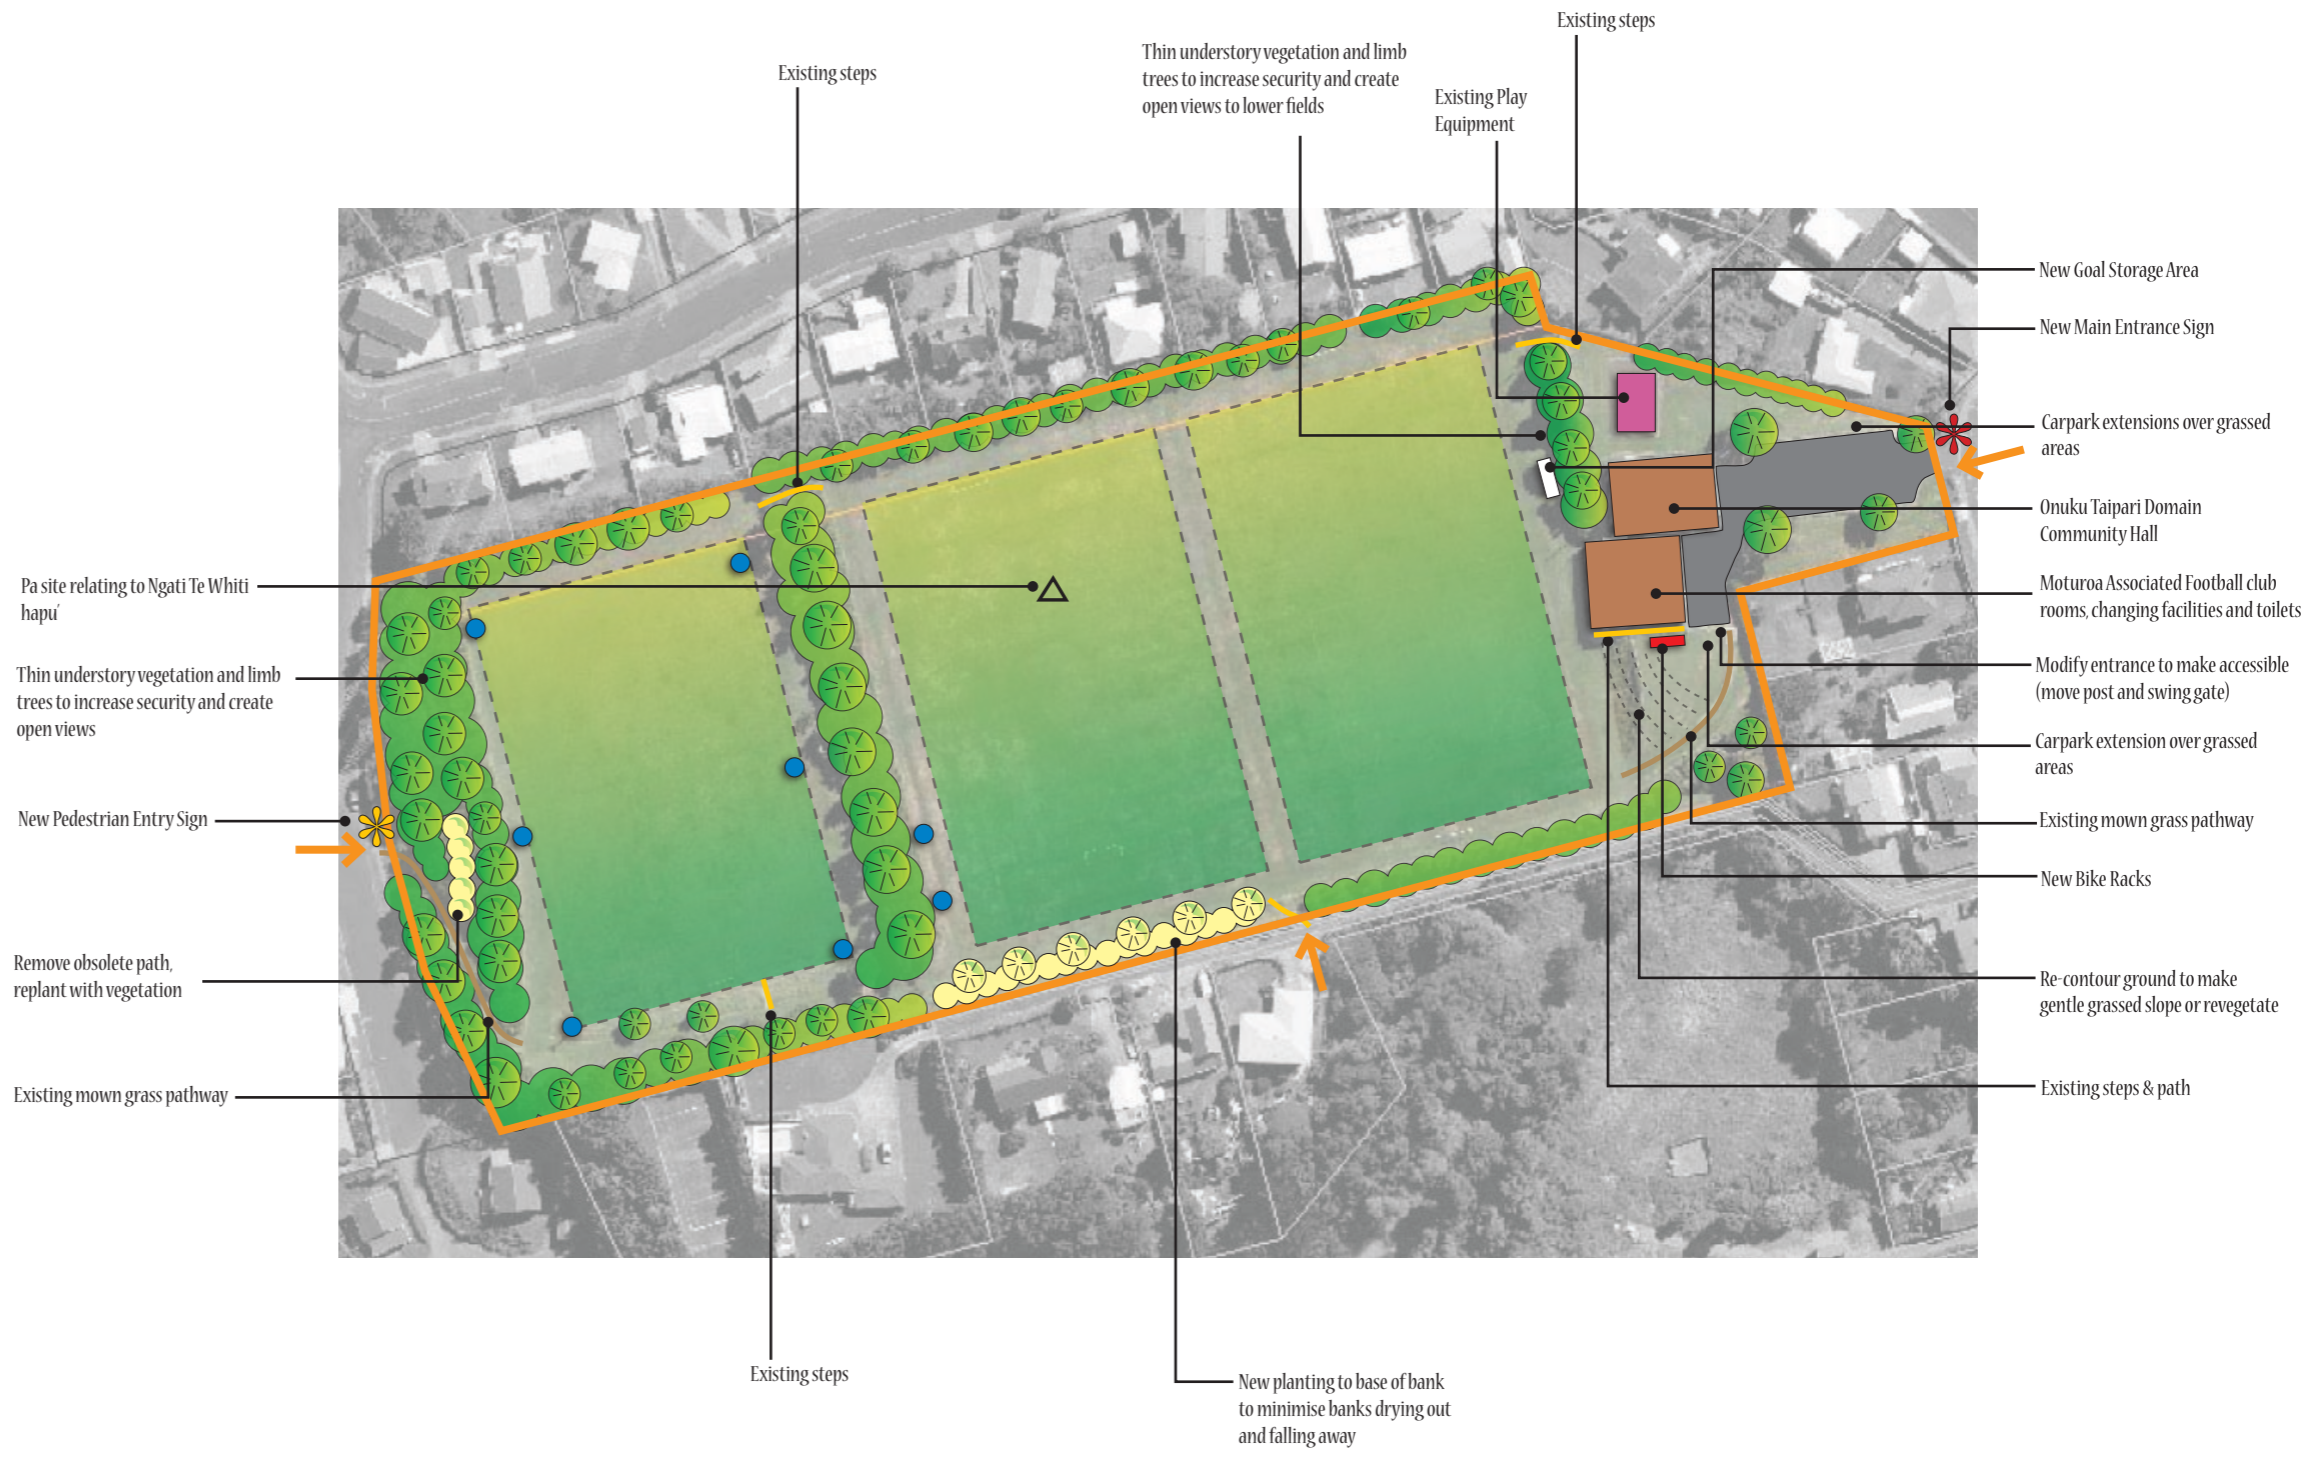 Existing steps
Thin understory vegetation and limb
trees to increase security and create
open views to lower fields
Existing Play
Equipment
Existing steps
Pa site relating to Ngati Te Whiti
hapu'
Thin understory vegetation and limb
trees to increase security and create
open views
New Pedestrian Entry Sign
Remove obsolete path,
replant with vegetation
Existing mown grass pathway
New Goal Storage Area
New Main Entrance Sign
Carpark extensions over grassed
areas
Onuku Taipari Domain
Community Hall
Moturoa Associated Football club
rooms, changing facilities and toilets
Modify entrance to make accessible
(move post and swing gate)
Carpark extension over grassed
areas
Existing mown grass pathway
New Bike Racks
Re-contour ground to make
gentle grassed slope or revegetate
Existing steps & path
Existing steps
New planting to base of bank
to minimise banks drying out
and falling away